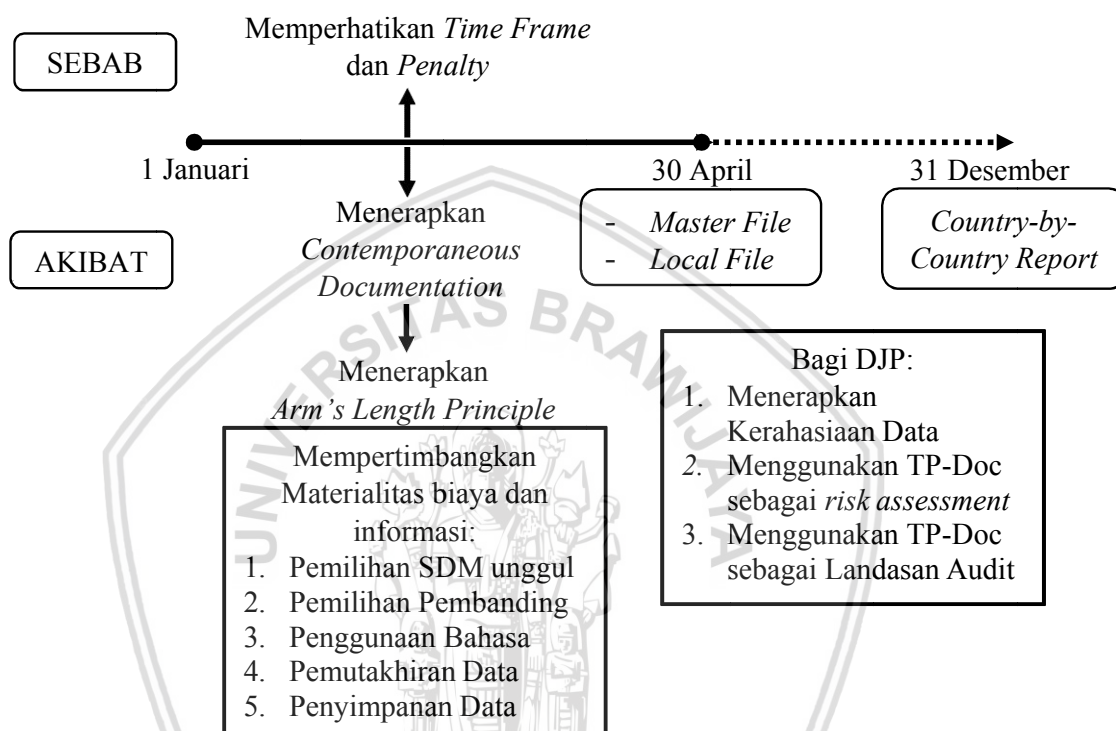 SEBAB
Memperhatikan Time Frame
dan Penalty
1 Januari
30 April
31 Desember
AKIBAT
Menerapkan
Contemporaneous
Documentation
- Master File
- Local File
Country-by-
Country Report
Menerapkan
Arm's Length Principle
Mempertimbangkan
Materialitas biaya dan
informasi:
1. Pemilihan SDM unggul
2. Pemilihan Pembanding
3. Penggunaan Bahasa
4. Pemutakhiran Data
5. Penyimpanan Data
Bagi DJP:
1. Menerapkan
Kerahasiaan Data
2. Menggunakan TP-Doc
sebagai risk assessment
3. Menggunakan TP-Doc
sebagai Landasan Audit
UNIVERSITAS BRAWIJAYA